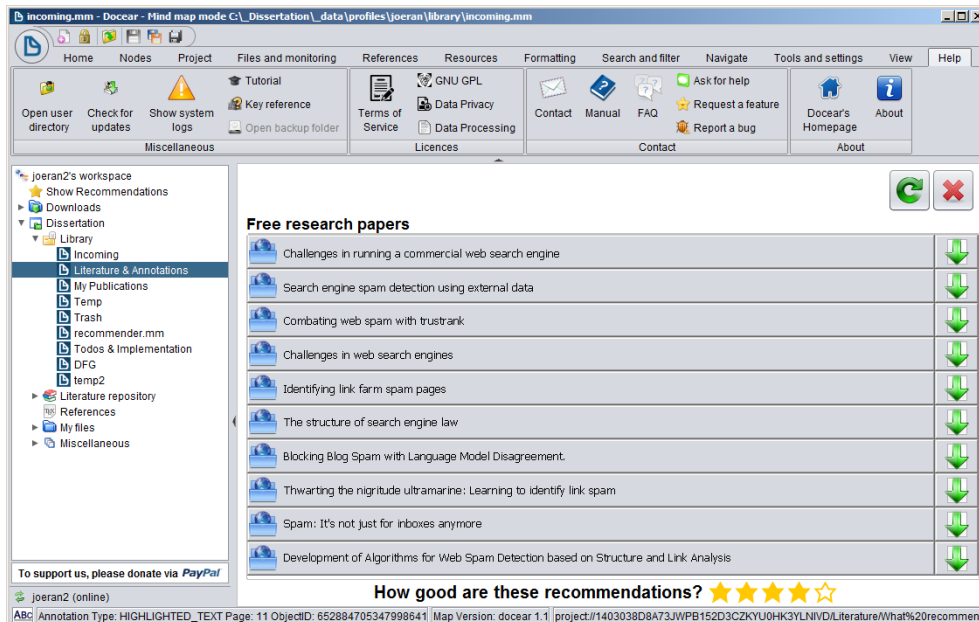 incoming.mm - Docear - Mind map mode C:\_Dissertation\_data\profiles\joeran\library\incoming.mm
Home Nodes Project Files and monitoring References Resources Formatting Search and filter Navigate Tools and settings View Help
Open user directory
Check for updates
Show system logs
Tutorial
Key reference
Open backup folder
Miscellaneous
Terms of Service
GNU GPL
Data Privacy
Data Processing
Licences
Contact
Manual
FAQ
Ask for help
Request a feature
Report a bug
Contact
Docear's Homepage
About
About
joeran2's workspace
Show Recommendations
Downloads
Dissertation
Library
Incoming
Literature & Annotations
My Publications
Temp
Trash
recommender.mm
Todos & Implementation
DFG
temp2
Literature repository
References
My files
Miscellaneous
To support us, please donate via PayPal
joeran2 (online)
Free research papers
Challenges in running a commercial web search engine
Search engine spam detection using external data
Combating web spam with trustrank
Challenges in web search engines
Identifying link farm spam pages
The structure of search engine law
Blocking Blog Spam with Language Model Disagreement.
Thwarting the nigritude ultramarine: Learning to identify link spam
Spam: It's not just for inboxes anymore
Development of Algorithms for Web Spam Detection based on Structure and Link Analysis
How good are these recommendations?
ABC Annotation Type: HIGHLIGHTED_TEXT Page: 11 ObjectID: 652884705347998641 Map Version: docear 1.1 project://1403038D8A73JWPB152D3CZKYU0HK3YLNIVD/Literature/What%20recommen